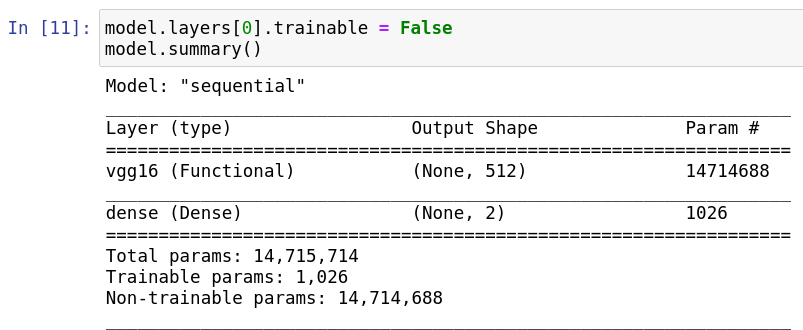 In [11]: model.layers[0].trainable = False
model.summary()
Model: "sequential"
_________________________________________________________________
Layer (type)                 Output Shape              Param #
=================================================================
vgg16 (Functional)           (None, 512)               14714688
_________________________________________________________________
dense (Dense)                (None, 2)                 1026
=================================================================
Total params: 14,715,714
Trainable params: 1,026
Non-trainable params: 14,714,688
_________________________________________________________________